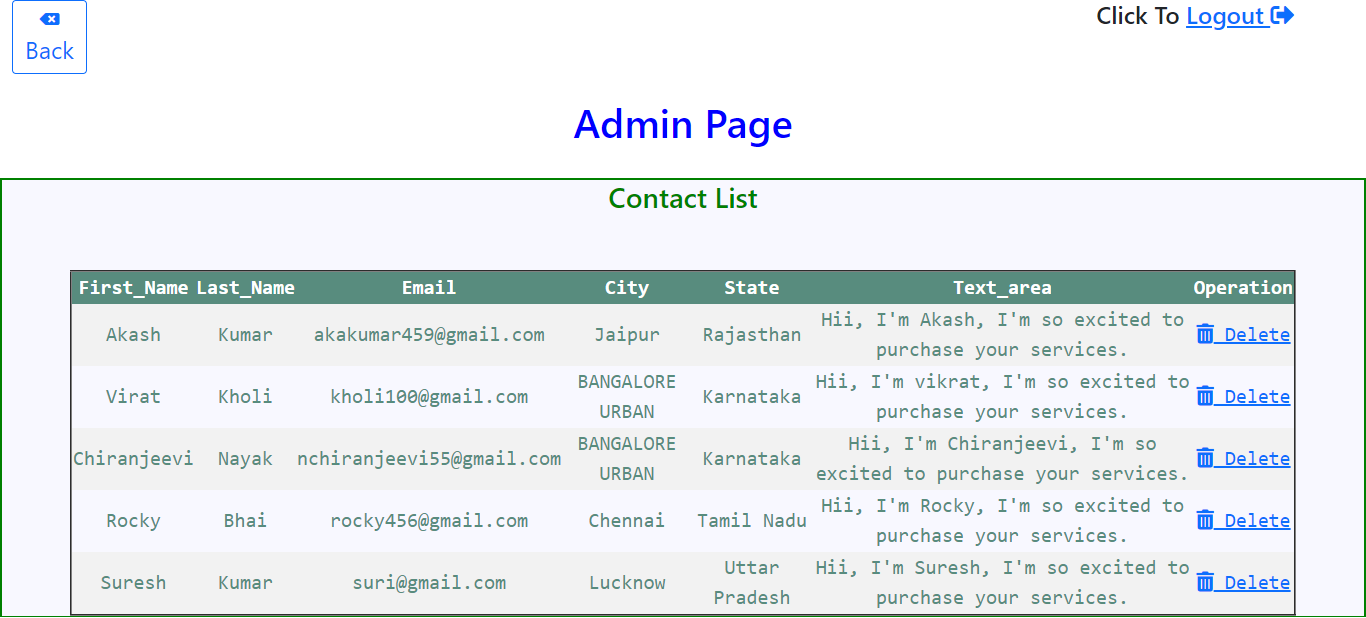 Back
Click To Logout
Admin Page
Contact List
First_Name Last_Name Email City State Text_area Operation
Akash Kumar akakumar459@gmail.com Jaipur Rajasthan Hii, I'm Akash, I'm so excited to purchase your services. Delete
Virat Kholi kholi100@gmail.com BANGALORE URBAN Karnataka Hii, I'm vikrat, I'm so excited to purchase your services. Delete
Chiranjeevi Nayak nchiranjeevi55@gmail.com BANGALORE URBAN Karnataka Hii, I'm Chiranjeevi, I'm so excited to purchase your services. Delete
Rocky Bhai rocky456@gmail.com Chennai Tamil Nadu Hii, I'm Rocky, I'm so excited to purchase your services. Delete
Suresh Kumar suri@gmail.com Lucknow Uttar Pradesh Hii, I'm Suresh, I'm so excited to purchase your services. Delete